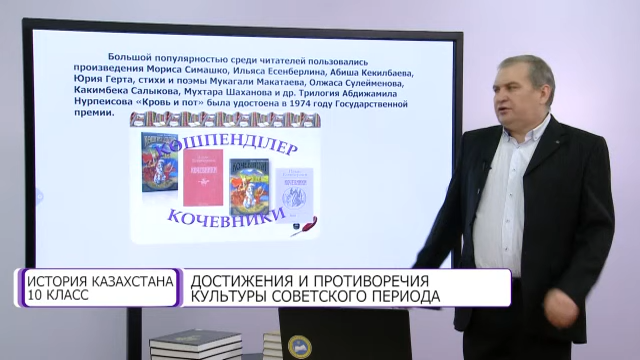 Большой популярностью среди читателей пользовались
произведения Мориса Симашко, Ильяса Есенберлина, Абиша Кекилбаева,
Юрия Герта, стихи и поэмы Мукагали Макатаева, Олжаса Сулейменова,
Какимбека Салыкова, Мухтара Шаханова и др. Трилогия Абдижамила
Нурпеисова «Кровь и пот» была удостоена в 1974 году Государственной
премии.
КОШПЕНДІЛЕР
КОЧЕВНИКИ
ИСТОРИЯ КАЗАХСТАНА
10 КЛАСС
ДОСТИЖЕНИЯ И ПРОТИВОРЕЧИЯ
КУЛЬТУРЫ СОВЕТСКОГО ПЕРИОДА